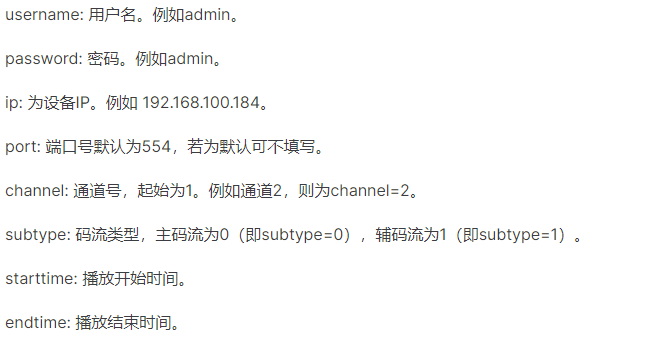 username: 用户名。例如admin。
password: 密码。例如admin。
ip: 为设备IP。例如 192.168.100.184。
port: 端口号默认为554，若为默认可不填写。
channel: 通道号，起始为1。例如通道2，则为channel=2。
subtype: 码流类型，主码流为0（即subtype=0），辅码流为1（即subtype=1）。
starttime: 播放开始时间。
endtime: 播放结束时间。